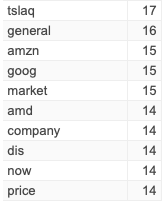 tslaq 17
general 16
amzn 15
goog 15
market 15
amd 14
company 14
dis 14
now 14
price 14